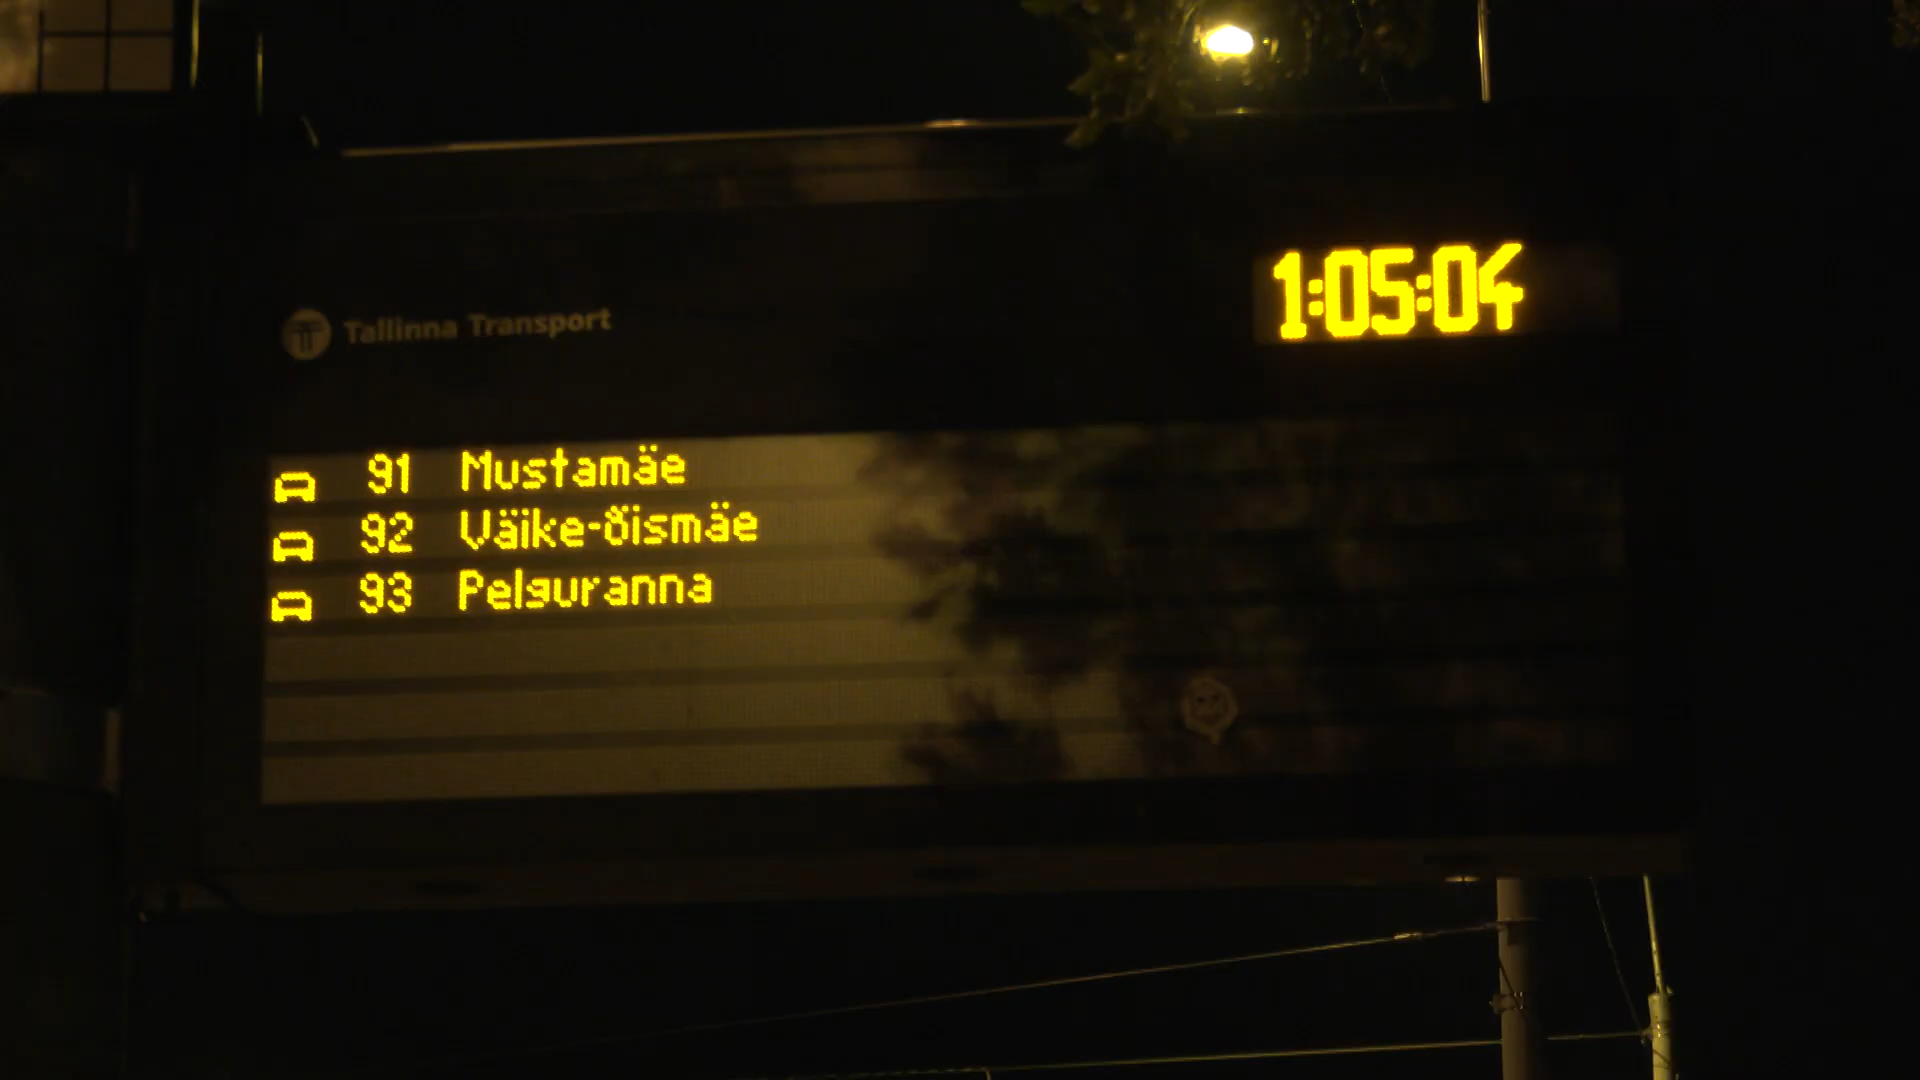 Tallinna Transport
1:05:04
A 91 Mustamäe
A 92 Väike-Õismäe
A 93 Pelguranna